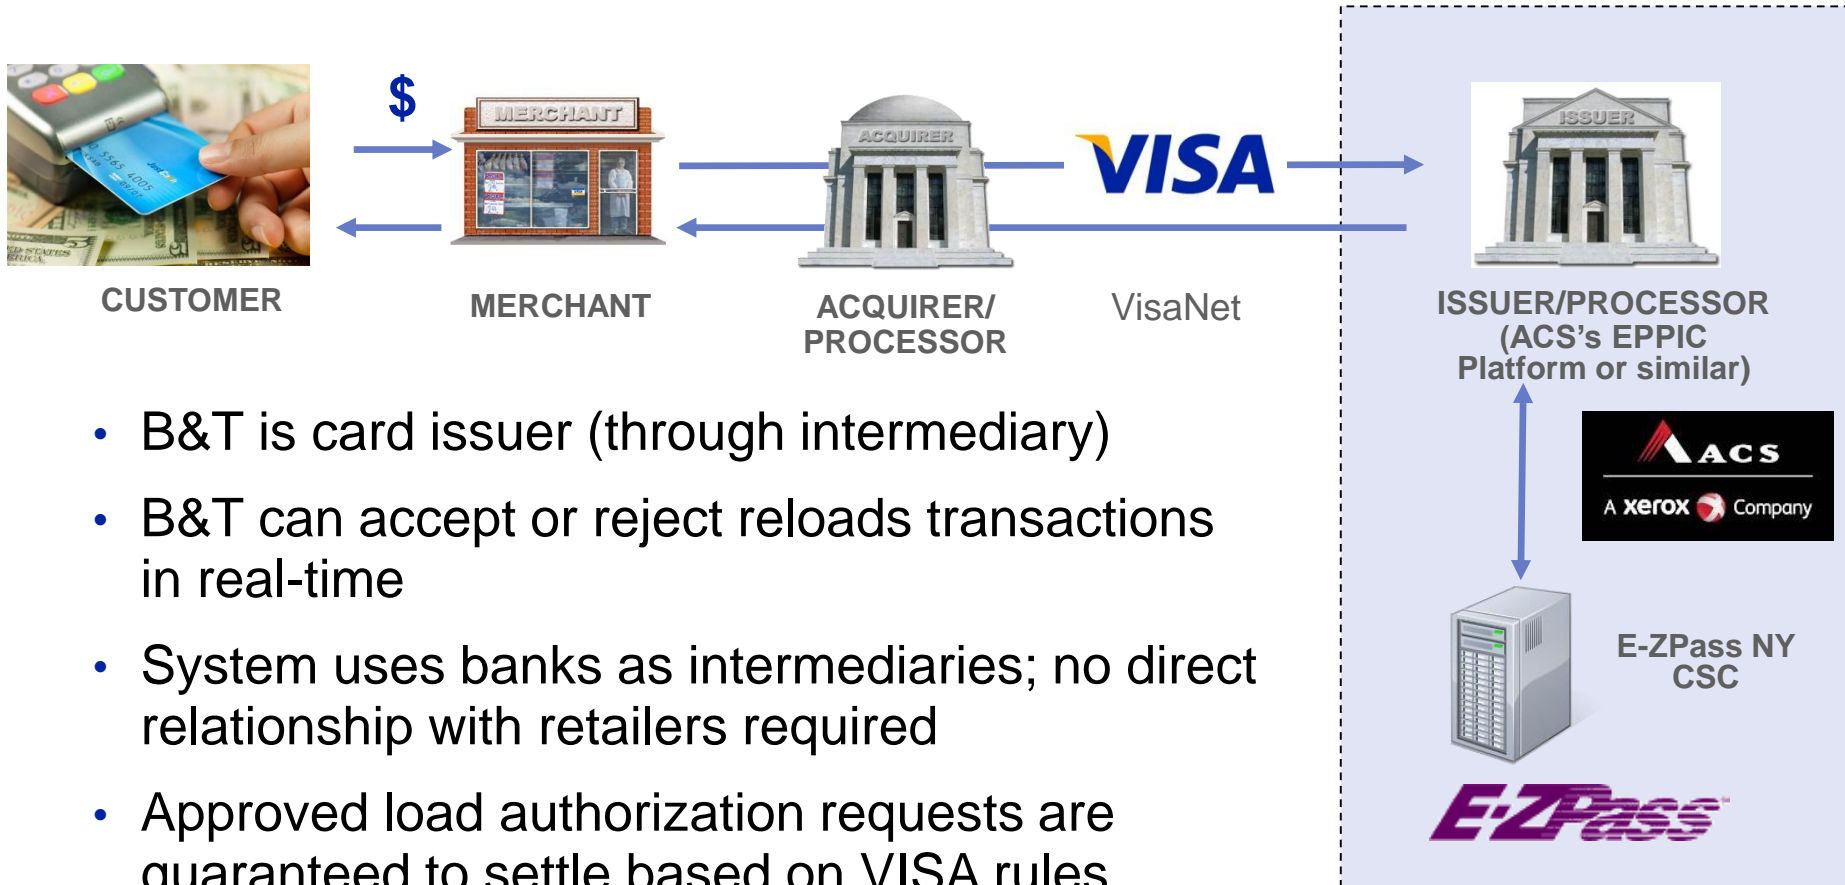 $
MERCHANT
ACQUIRER
VISA
ISSUER
5565 4005
CUSTOMER
MERCHANT
ACQUIRER/
PROCESSOR
VisaNet
ISSUER/PROCESSOR
(ACS's EPPIC
Platform or similar)
• B&T is card issuer (through intermediary)
• B&T can accept or reject reloads transactions
in real-time
• System uses banks as intermediaries; no direct
relationship with retailers required
• Approved load authorization requests are
guaranteed to settle based on VISA rules
ACS
A xerox Company
E-ZPass NY
CSC
E-ZPass